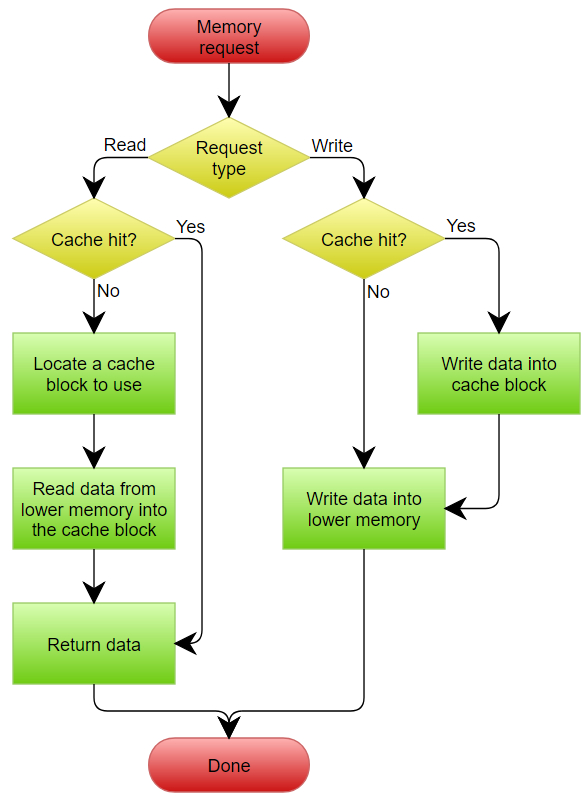 Memory
request
Request
type
Read
Write
Cache hit?
Yes
No
Cache hit?
Yes
No
Locate a cache
block to use
Write data into
cache block
Read data from
lower memory into
the cache block
Write data into
lower memory
Return data
Done